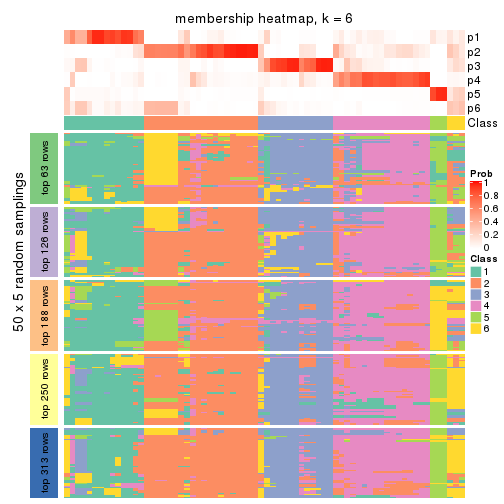 membership heatmap, k = 6
p1
p2
p3
p4
p5
p6
Class
50 x 5 random samplings
top 63 rows
top 126 rows
top 188 rows
top 250 rows
top 313 rows
Prob
1
0.8
0.6
0.4
0.2
0
Class
1
2
3
4
5
6